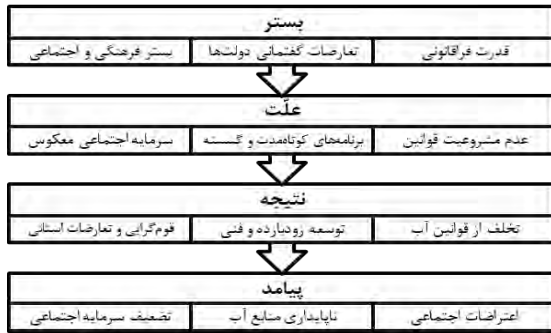 بستر
قدرت فراقانونی تعارضات گفتمانی دولت‌ها بستر فرهنگی و اجتماعی
علّت
عدم مشروعیت قوانین برنامه‌های کوتاه‌مدت و گسسته سرمایه اجتماعی معکوس
نتیجه
تخلف از قوانین آب توسعه زودبازده و فنی قوم‌گرایی و تعارضات استانی
پیامد
اعتراضات اجتماعی ناپایداری منابع آب تضعیف سرمایه اجتماعی